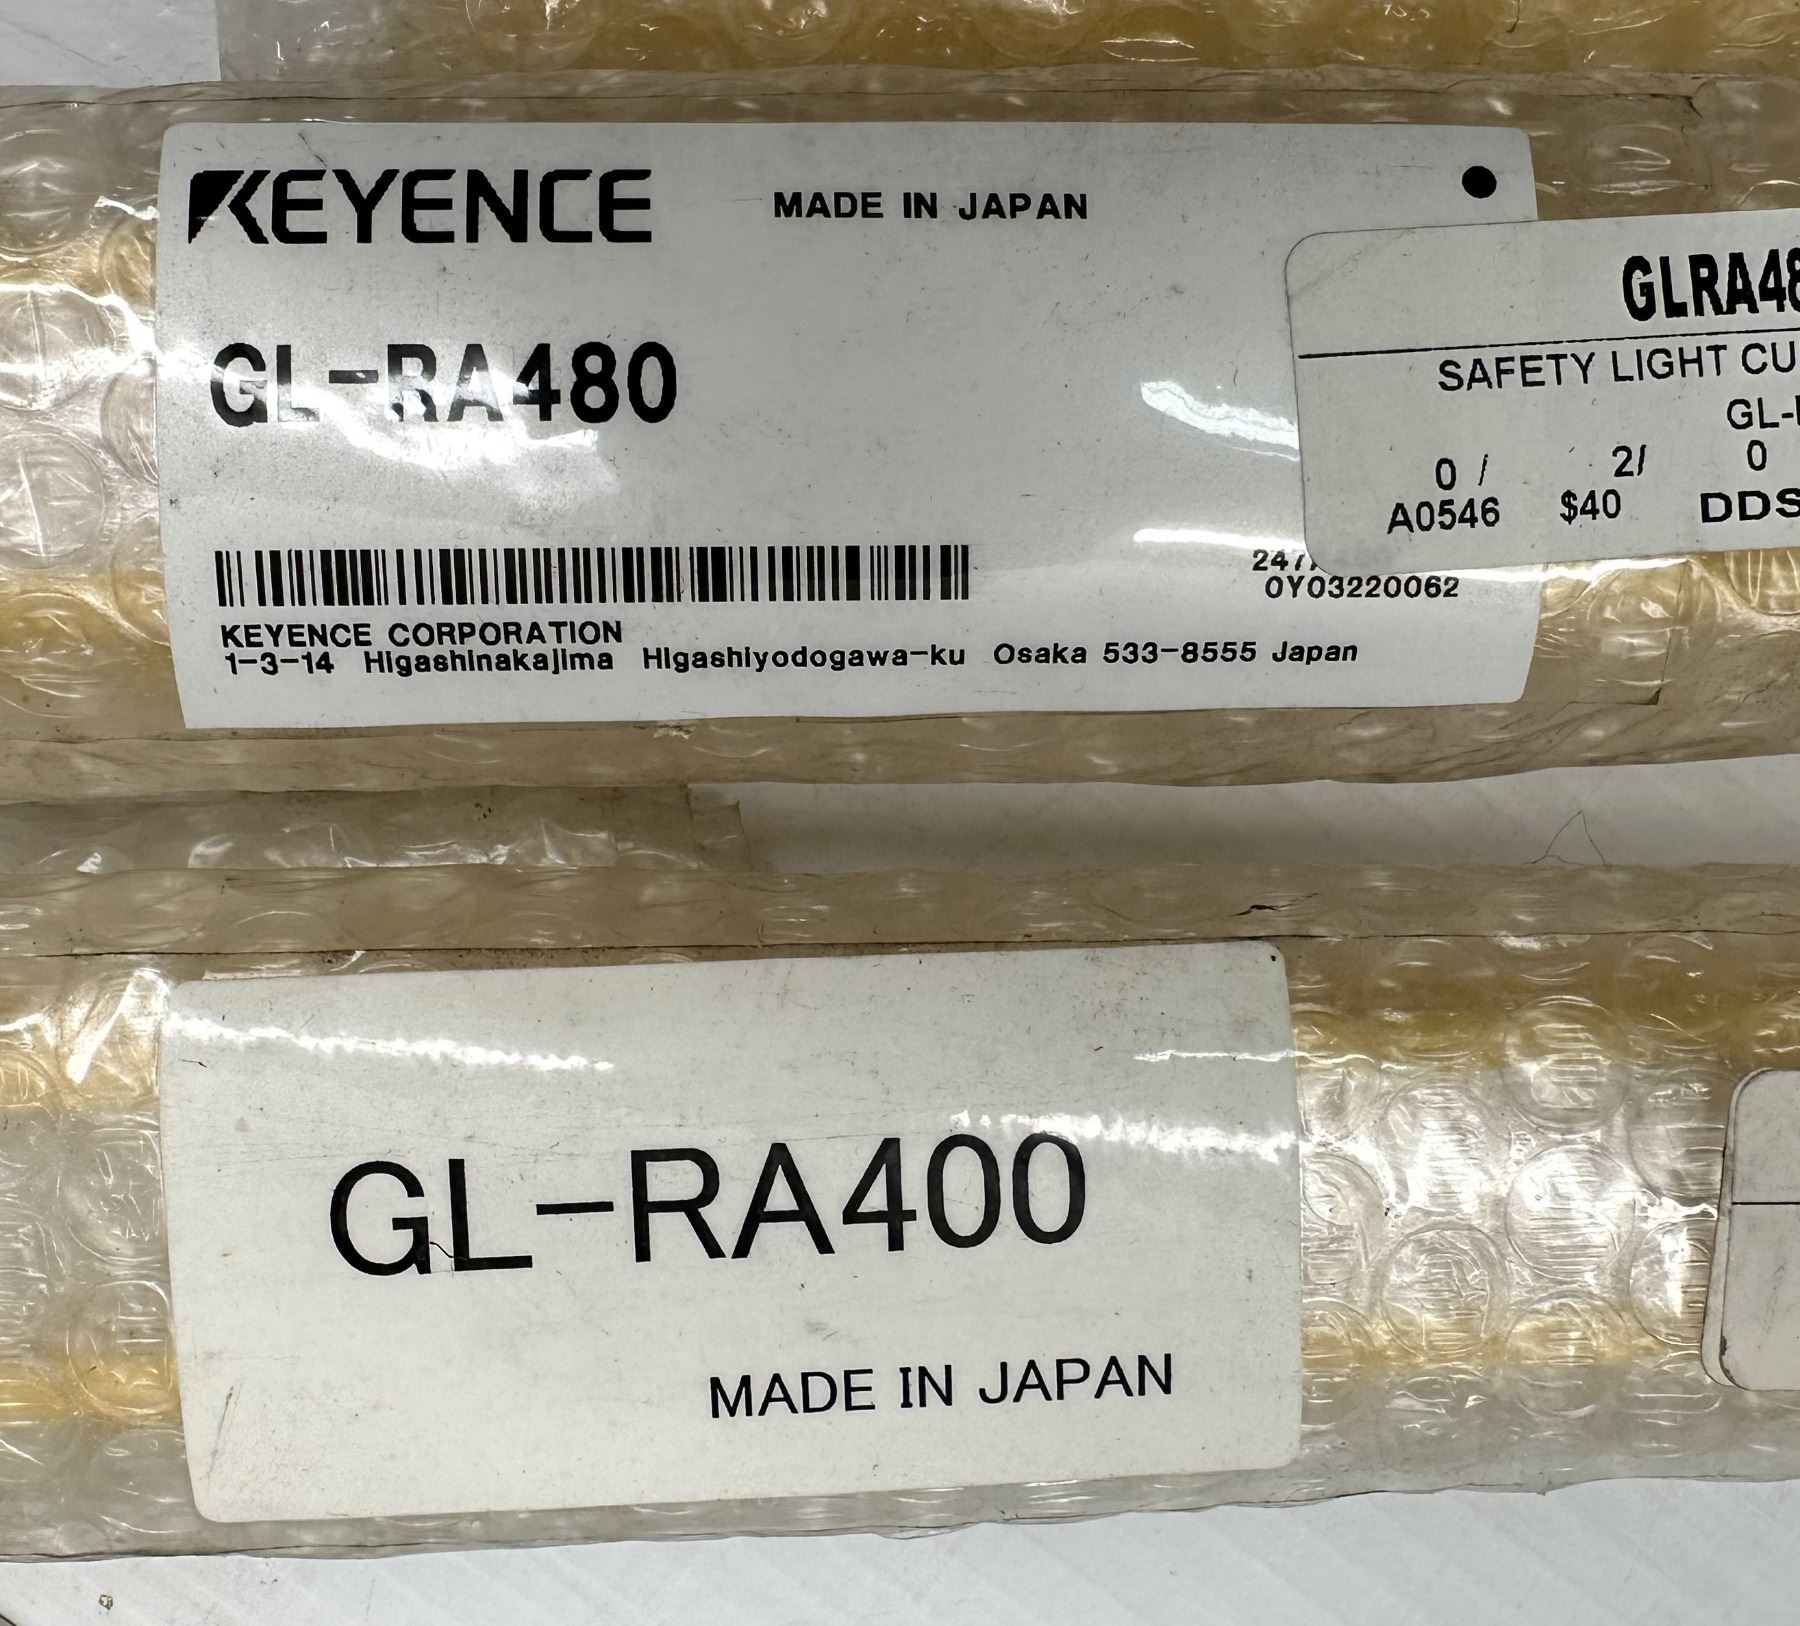 KEYENCE MADE IN JAPAN
GL-RA480
GLRA48
SAFETY LIGHT CU
GL-
0 / 2/ 0
A0546 $40 DDS
247
0Y03220062
KEYENCE CORPORATION
1-3-14 Higashinakajima Higashiyodogawa-ku Osaka 533-8555 Japan
GL-RA400
MADE IN JAPAN